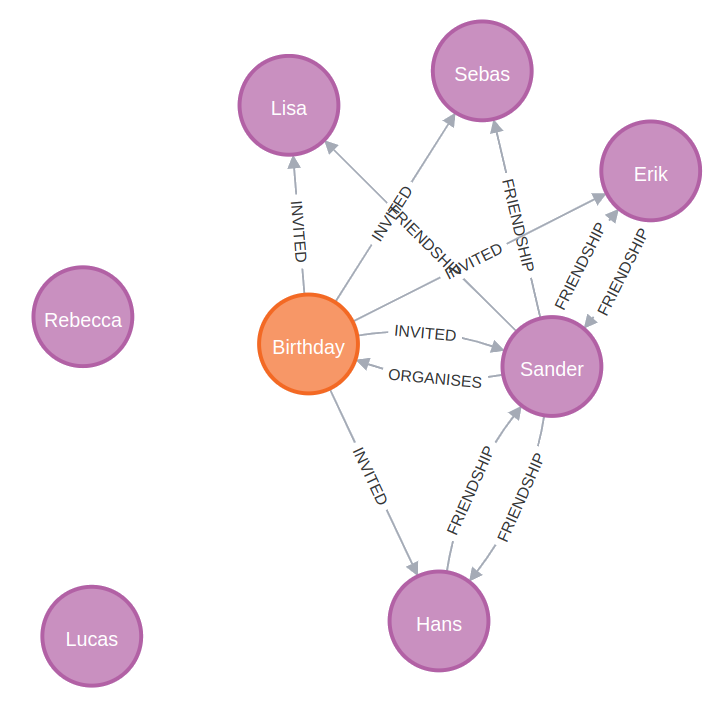 Sebas
Lisa
Erik
INVITED
INVITED
FRIENDSHIP
FRIENDSHIP
INVITED
FRIENDSHIP
FRIENDSHIP
Rebecca
Birthday
INVITED
ORGANISES
Sander
INVITED
FRIENDSHIP
FRIENDSHIP
Hans
Lucas